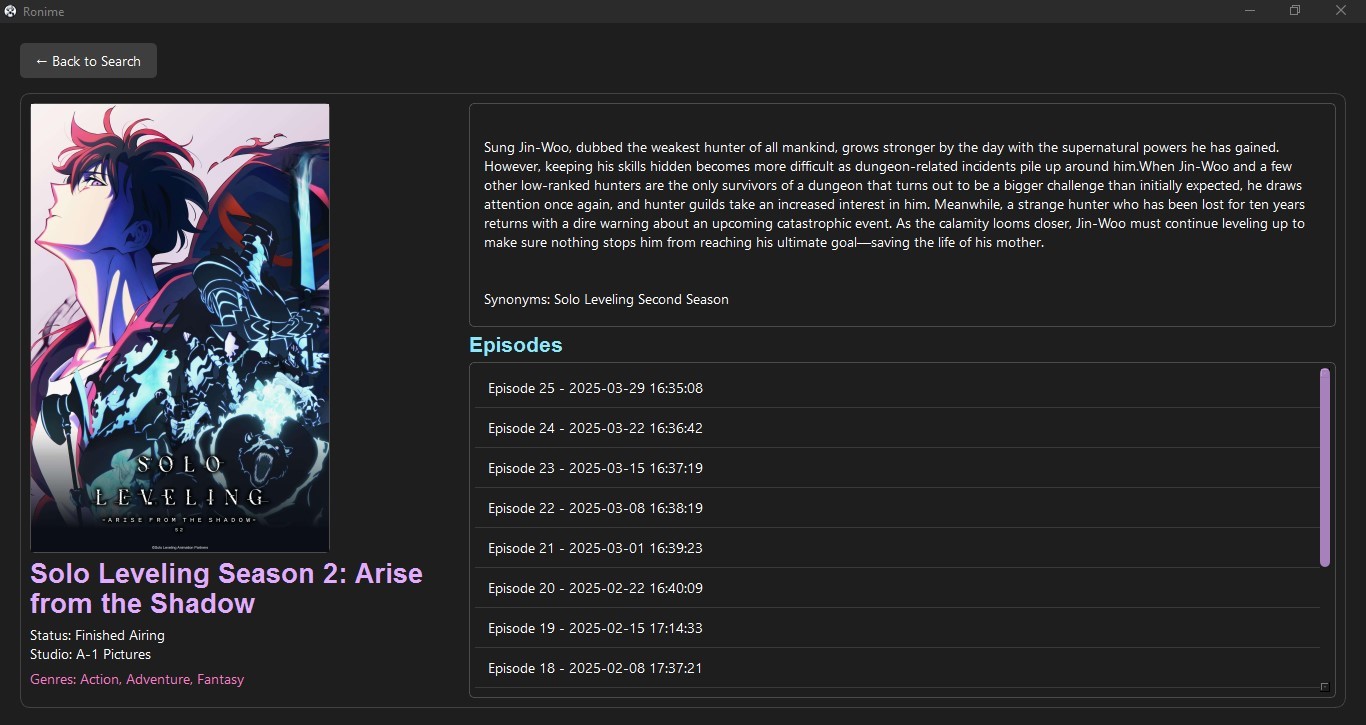 Ronime
← Back to Search
SOLO
LEVELING
-ARISE FROM THE SHADOW-
S2
©Solo Leveling Animation Partners
Solo Leveling Season 2: Arise
from the Shadow
Status: Finished Airing
Studio: A-1 Pictures
Genres: Action, Adventure, Fantasy
Sung Jin-Woo, dubbed the weakest hunter of all mankind, grows stronger by the day with the supernatural powers he has gained.
However, keeping his skills hidden becomes more difficult as dungeon-related incidents pile up around him.When Jin-Woo and a few
other low-ranked hunters are the only survivors of a dungeon that turns out to be a bigger challenge than initially expected, he draws
attention once again, and hunter guilds take an increased interest in him. Meanwhile, a strange hunter who has been lost for ten years
returns with a dire warning about an upcoming catastrophic event. As the calamity looms closer, Jin-Woo must continue leveling up to
make sure nothing stops him from reaching his ultimate goal—saving the life of his mother.
Synonyms: Solo Leveling Second Season
Episodes
Episode 25 - 2025-03-29 16:35:08
Episode 24 - 2025-03-22 16:36:42
Episode 23 - 2025-03-15 16:37:19
Episode 22 - 2025-03-08 16:38:19
Episode 21 - 2025-03-01 16:39:23
Episode 20 - 2025-02-22 16:40:09
Episode 19 - 2025-02-15 17:14:33
Episode 18 - 2025-02-08 17:37:21